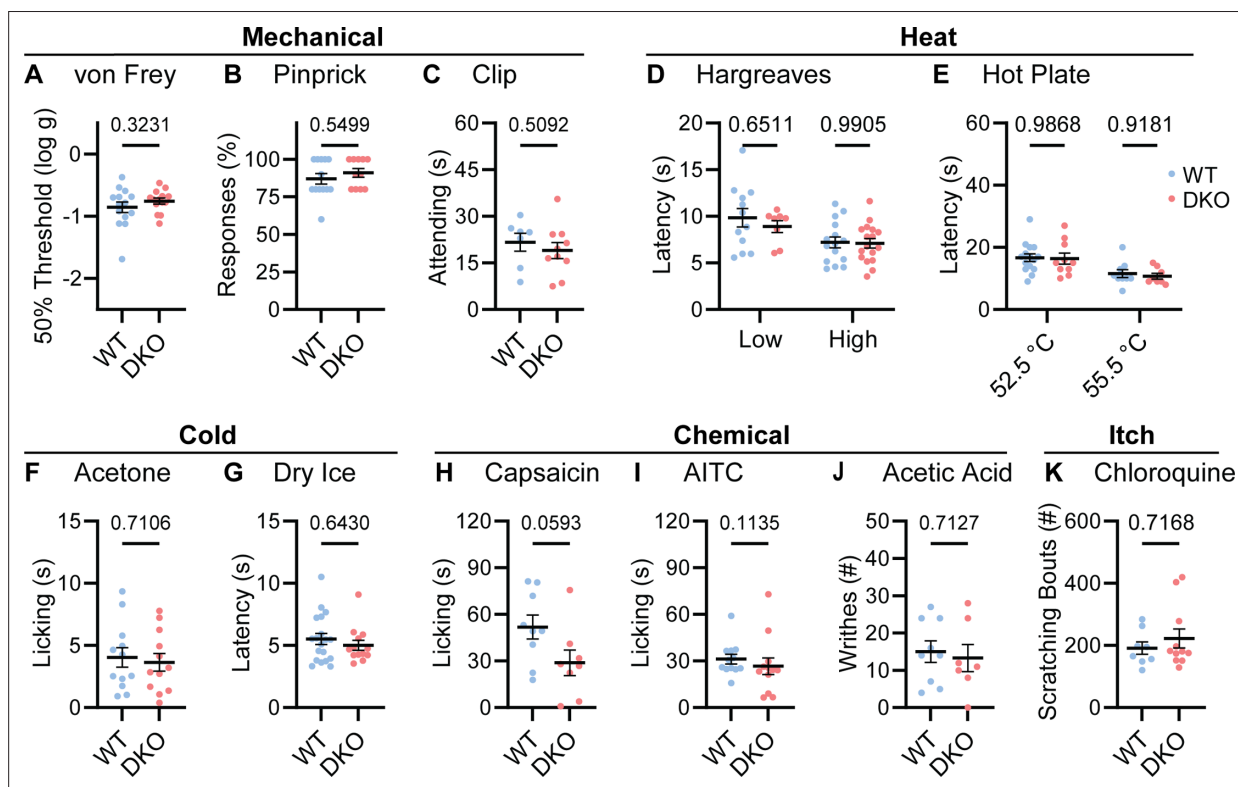 Mechanical
Heat
A von Frey
B Pinprick
C Clip
D Hargreaves
E Hot Plate
50% Threshold (log g)
0
-1
-2
0.3231
WT
DKO
Responses (%)
100
75
50
25
0
0.5499
WT
DKO
Attending (s)
60
45
30
15
0
0.5092
WT
DKO
Latency (s)
20
15
10
5
0
0.6511
0.9905
Low
High
Latency (s)
60
40
20
0
0.9868
0.9181
52.5 °C
55.5 °C
WT
DKO
Cold
Chemical
Itch
F Acetone
G Dry Ice
H Capsaicin
I AITC
J Acetic Acid
K Chloroquine
Licking (s)
15
10
5
0
0.7106
WT
DKO
Latency (s)
15
10
5
0
0.6430
WT
DKO
Licking (s)
120
90
60
30
0
0.0593
WT
DKO
Licking (s)
120
90
60
30
0
0.1135
WT
DKO
Writhes (#)
50
40
30
20
10
0
0.7127
WT
DKO
Scratching Bouts (#)
600
400
200
0
0.7168
WT
DKO